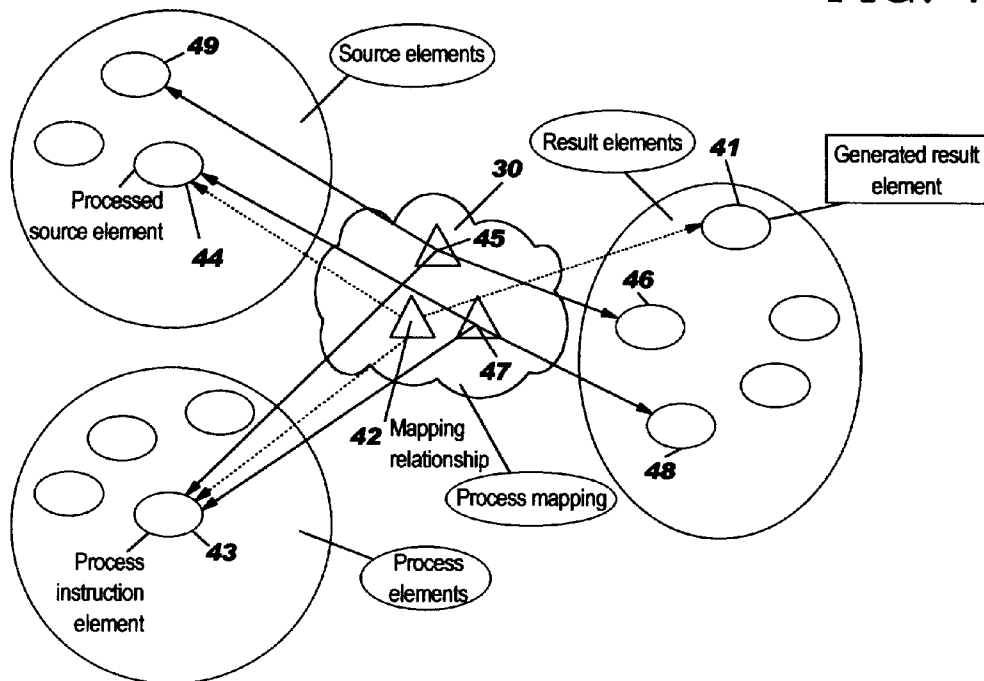 49
Source elements
Result elements
41
Generated result
element
30
Processed
source element
44
45
46
47
42
Mapping
relationship
48
Process mapping
43
Process
instruction
element
Process
elements